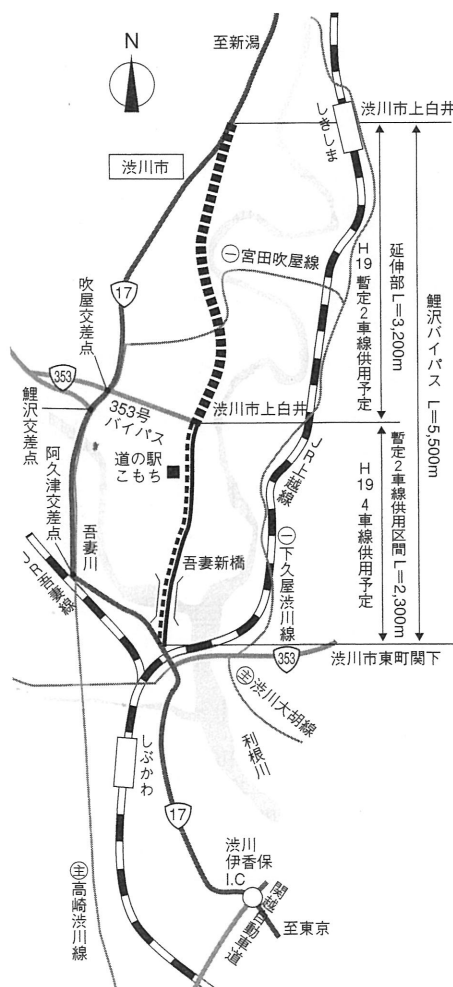 N
至新潟
渋川市上白井
しきしま
渋川市
㊀宮田吹屋線
17
吹屋交差点
353
鯉沢交差点
353号
バイパス
渋川市上白井
阿久津交差点
道の駅
こもち
JR上越線
吾妻川
吾妻新橋
JR吾妻線
㊀下久屋渋川線
353
渋川市東町関下
㊤渋川大胡線
利根川
しぶかわ
17
渋川
伊香保
I.C
関越自動車道
至東京
㊤高崎渋川線
H19 暫定2車線供用予定
延伸部 L=3,200m
鯉沢バイパス L=5,500m
H19 4車線供用予定
暫定2車線供用区間 L=2,300m